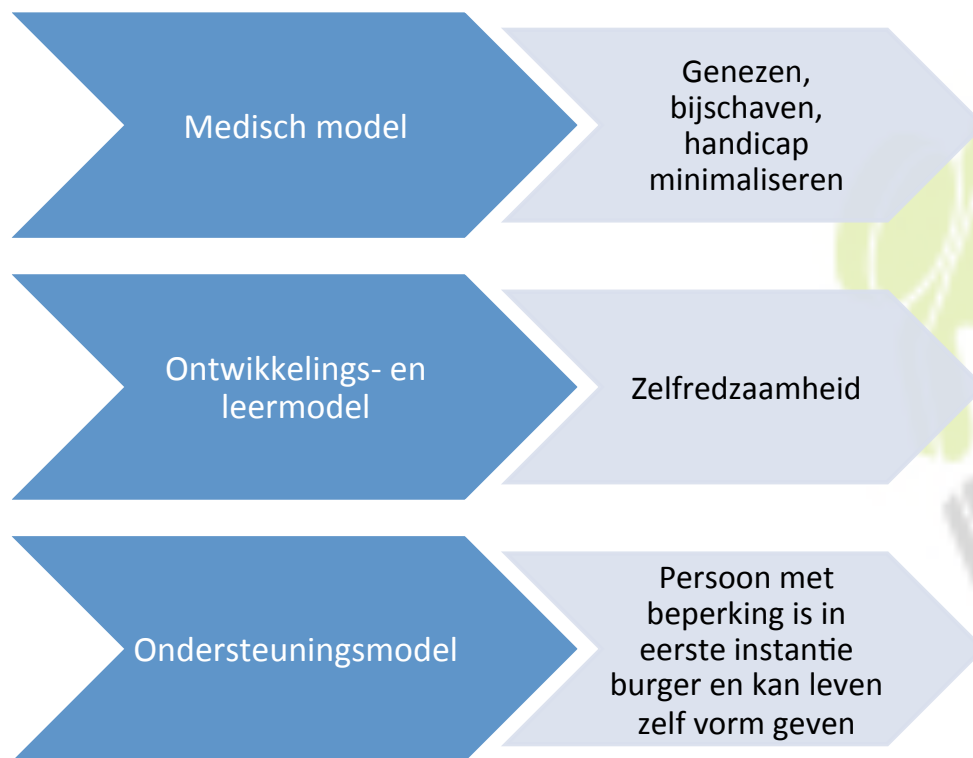 Medisch model
Genezen,
bijschaven,
handicap
minimaliseren
Ontwikkelings- en
leermodel
Zelfredzaamheid
Ondersteuningsmodel
Persoon met
beperking is in
eerste instantie
burger en kan leven
zelf vorm geven